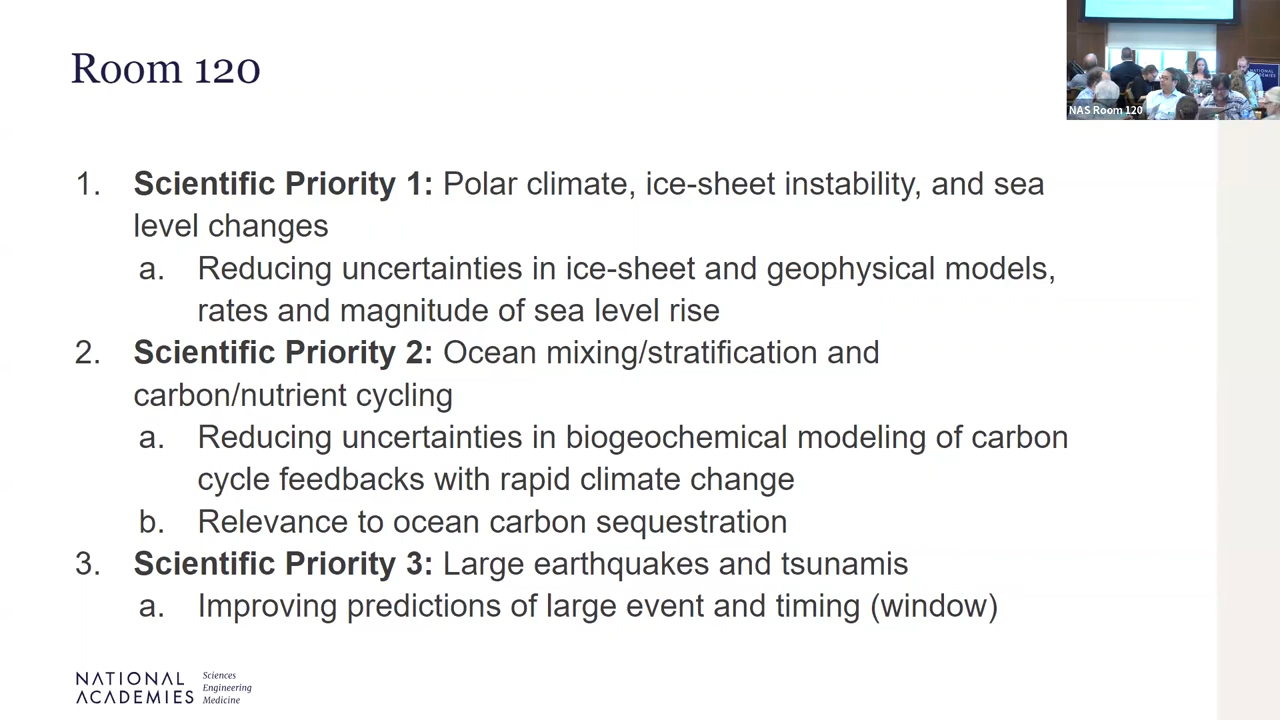 Room 120
NATIONAL
ACADEMIES
NAS Room 120
1. Scientific Priority 1: Polar climate, ice-sheet instability, and sea
level changes
a. Reducing uncertainties in ice-sheet and geophysical models,
rates and magnitude of sea level rise
2. Scientific Priority 2: Ocean mixing/stratification and
carbon/nutrient cycling
a. Reducing uncertainties in biogeochemical modeling of carbon
cycle feedbacks with rapid climate change
b. Relevance to ocean carbon sequestration
3. Scientific Priority 3: Large earthquakes and tsunamis
a. Improving predictions of large event and timing (window)
NATIONAL
ACADEMIES
Sciences
Engineering
Medicine